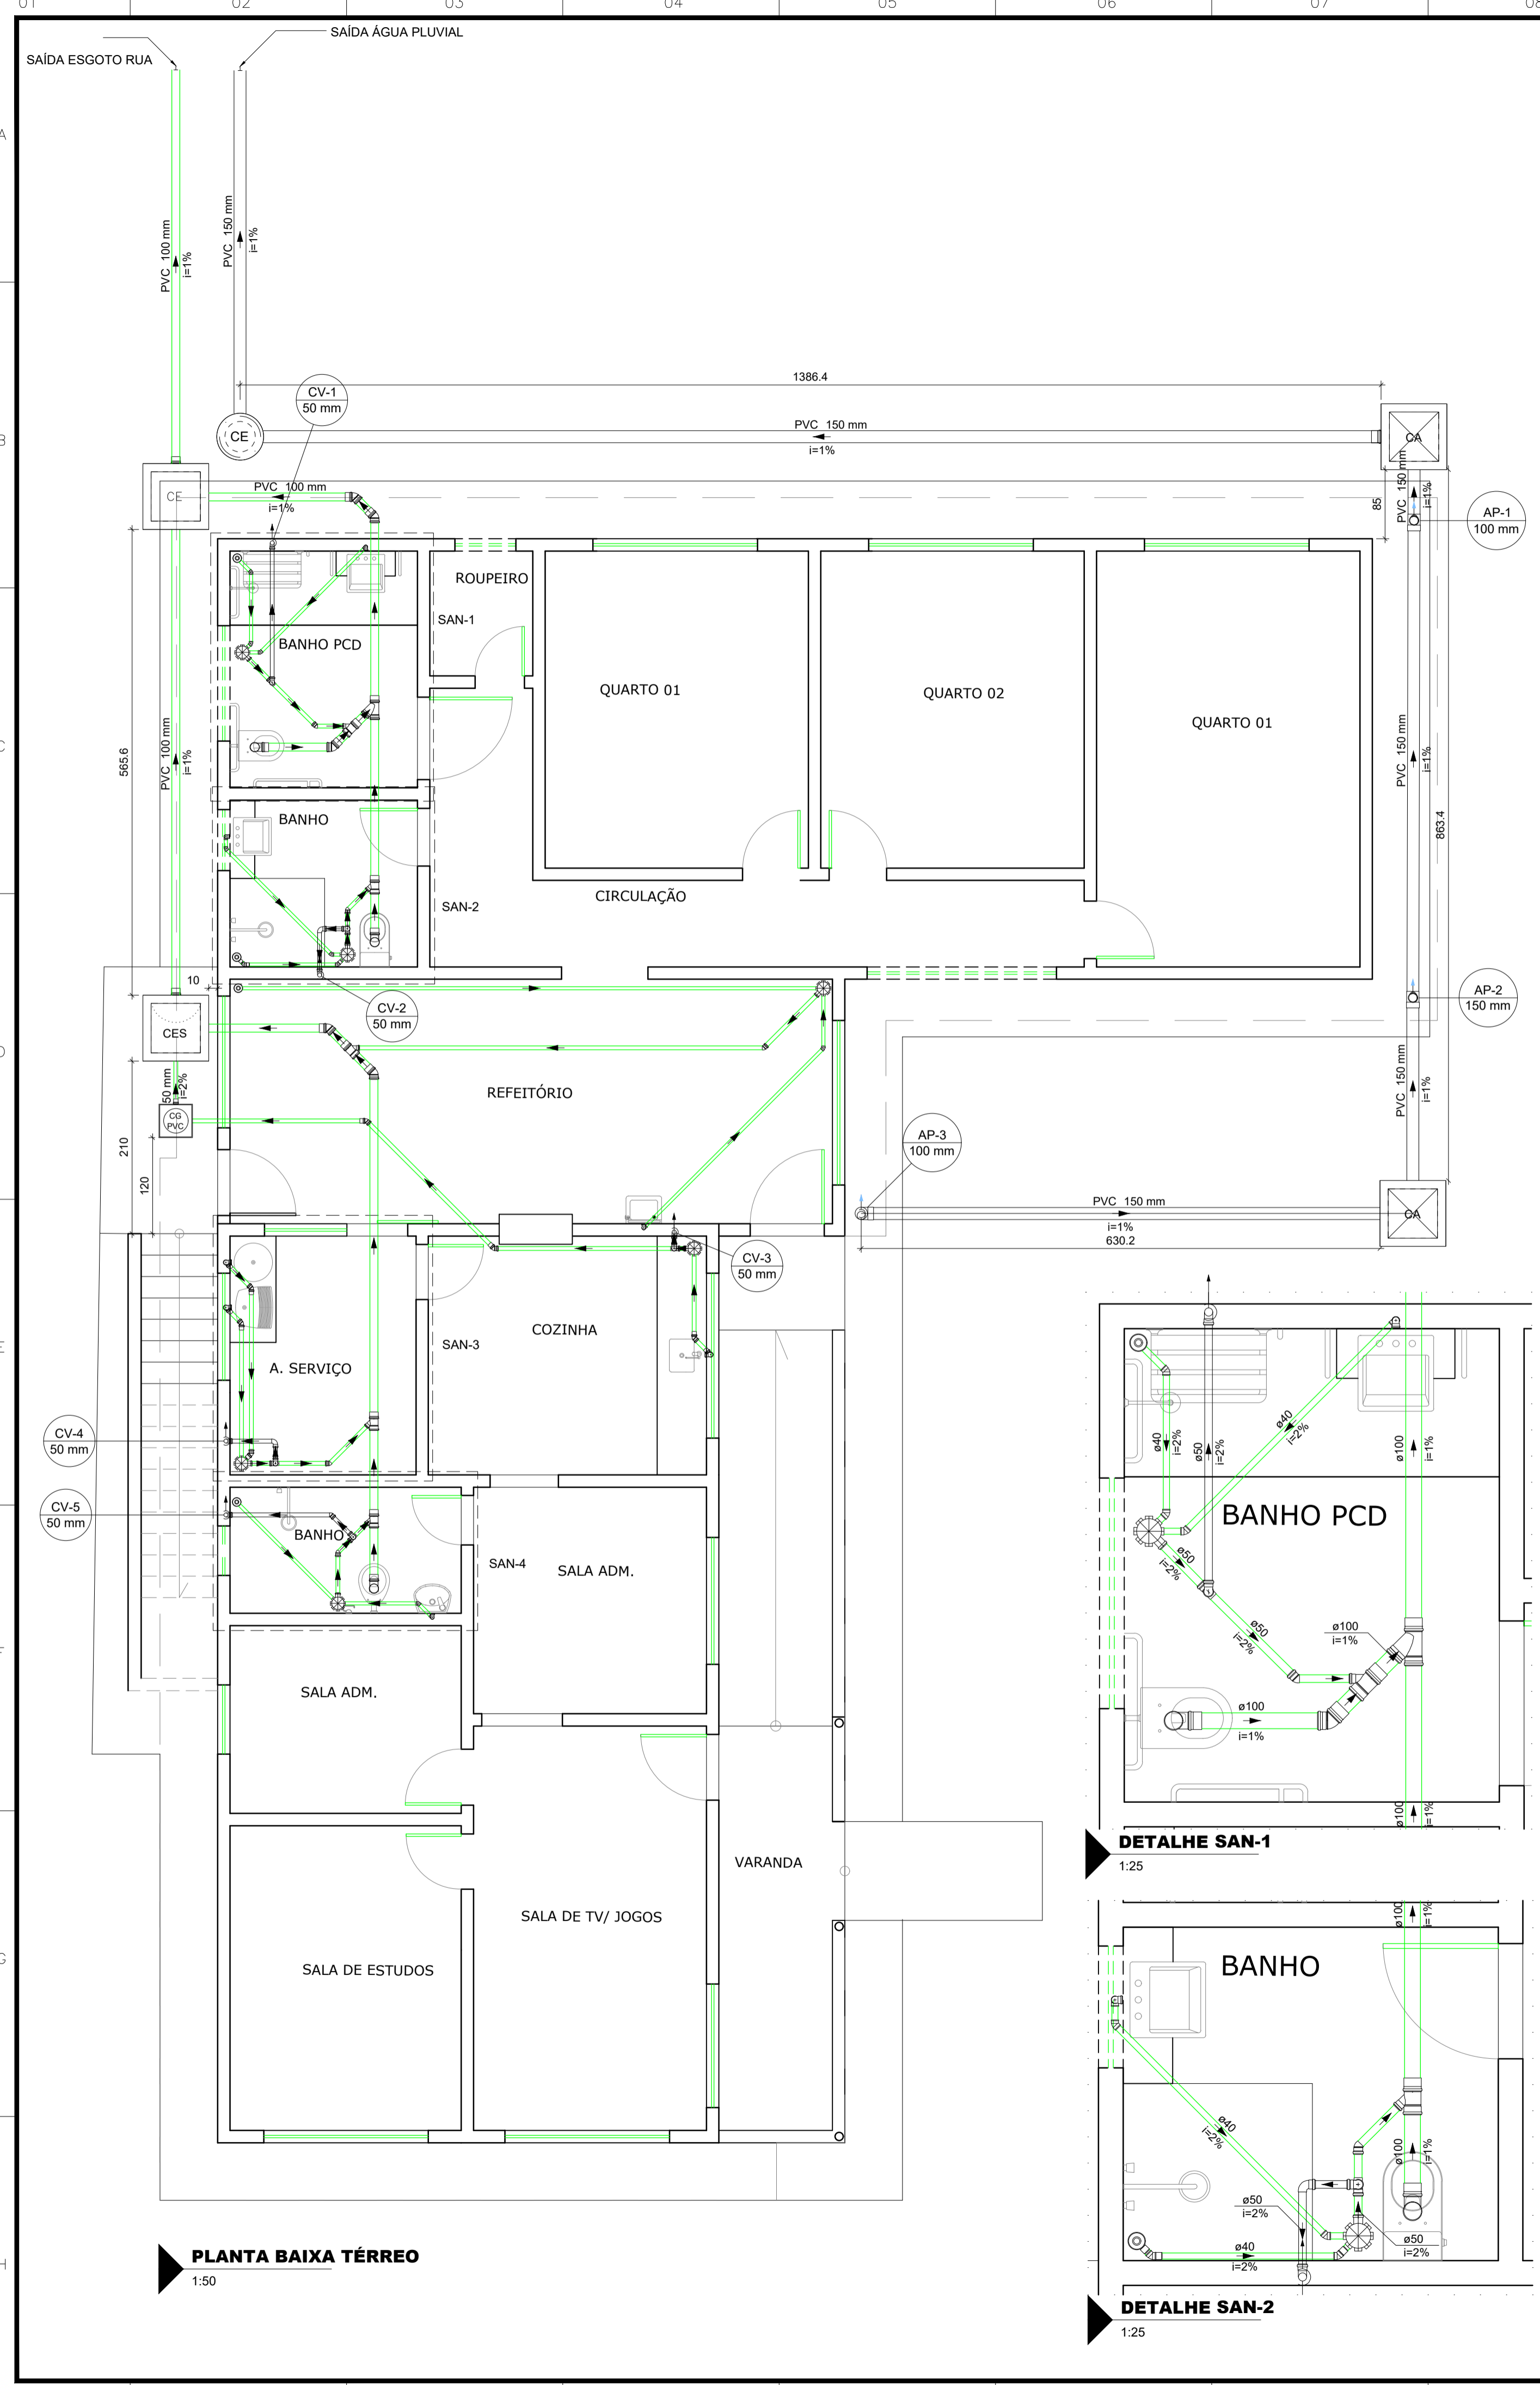 01
02
03
04
05
06
07
08
SAÍDA ÁGUA PLUVIAL
SAÍDA ESGOTO RUA
A
PVC 100 mm
i=1%
PVC 150 mm
i=1%
1386.4
CV-1
50 mm
B
CE
PVC 150 mm
i=1%
CA
CE
PVC 100 mm
i=1%
PVC 150 mm
i=1%
85
AP-1
100 mm
ROUPEIRO
SAN-1
BANHO PCD
QUARTO 01
QUARTO 02
QUARTO 01
C
565.6
PVC 100 mm
i=1%
PVC 150 mm
i=1%
863.4
BANHO
CIRCULAÇÃO
SAN-2
10
CV-2
50 mm
AP-2
150 mm
CES
D
REFEITÓRIO
50 mm
i=2%
CG
PVC
PVC 150 mm
i=1%
210
120
AP-3
100 mm
PVC 150 mm
i=1%
CA
630.2
CV-3
50 mm
E
SAN-3
COZINHA
A. SERVIÇO
CV-4
50 mm
CV-5
50 mm
BANHO
SAN-4
SALA ADM.
F
SALA ADM.
VARANDA
SALA DE TV/ JOGOS
SALA DE ESTUDOS
G
PLANTA BAIXA TÉRREO
1:50
H
ø40
i=2%
ø50
i=2%
ø40
i=2%
ø100
i=1%
BANHO PCD
ø50
i=2%
ø50
i=2%
ø100
i=1%
ø100
i=1%
ø100
i=1%
DETALHE SAN-1
1:25
ø100
i=1%
BANHO
ø40
i=2%
ø100
i=1%
ø50
i=2%
ø50
i=2%
ø40
i=2%
DETALHE SAN-2
1:25